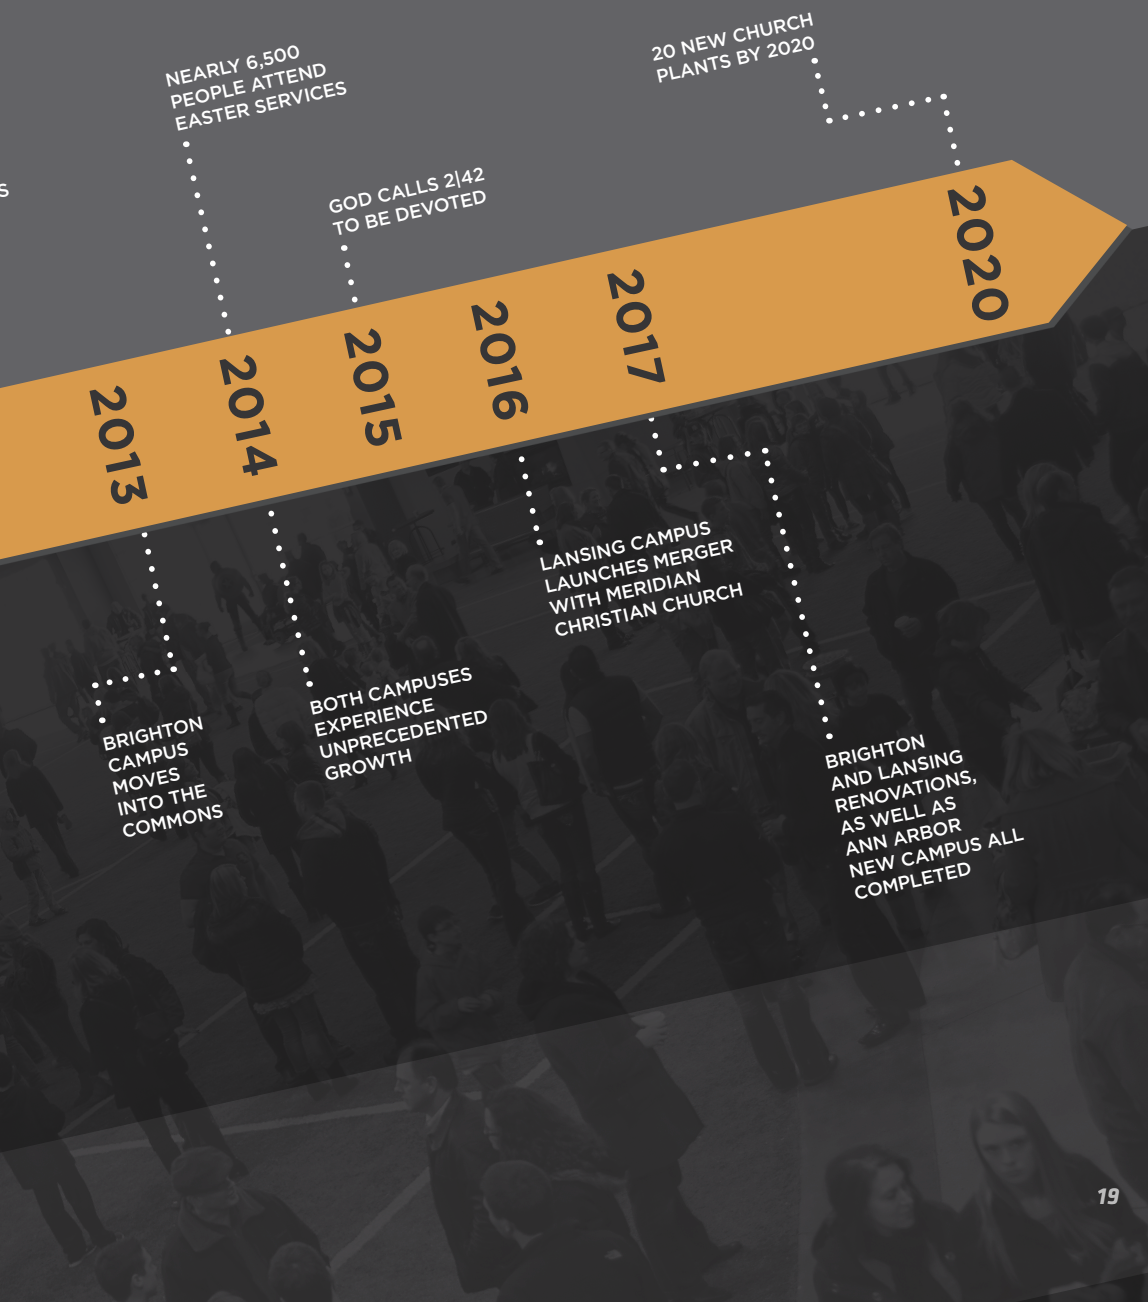 NEARLY 6,500
PEOPLE ATTEND
EASTER SERVICES
20 NEW CHURCH
PLANTS BY 2020
S
GOD CALLS 2|42
TO BE DEVOTED
2013
2014
2015
2016
2017
2020
BRIGHTON
CAMPUS
MOVES
INTO THE
COMMONS
BOTH CAMPUSES
EXPERIENCE
UNPRECEDENTED
GROWTH
LANSING CAMPUS
LAUNCHES MERGER
WITH MERIDIAN
CHRISTIAN CHURCH
BRIGHTON
AND LANSING
RENOVATIONS,
AS WELL AS
ANN ARBOR
NEW CAMPUS ALL
COMPLETED
19